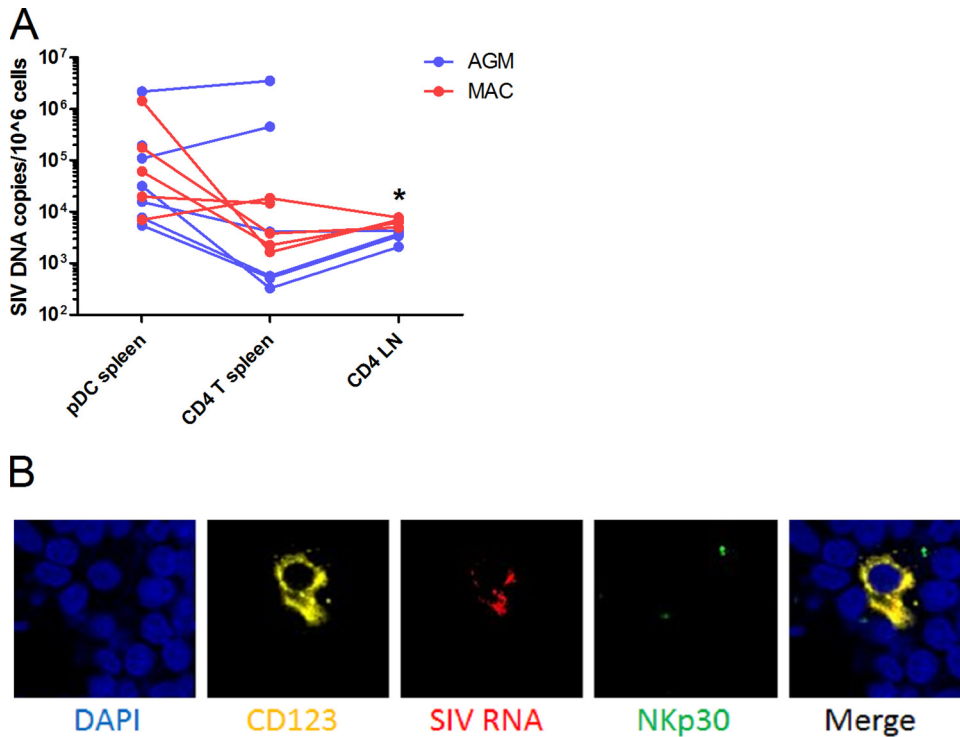 A
SIV DNA copies/10^6 cells
10^7
10^6
10^5
10^4
10^3
10^2
AGM
MAC
*
pDC spleen
CD4 T spleen
CD4 LN
B
DAPI
CD123
SIV RNA
NKp30
Merge